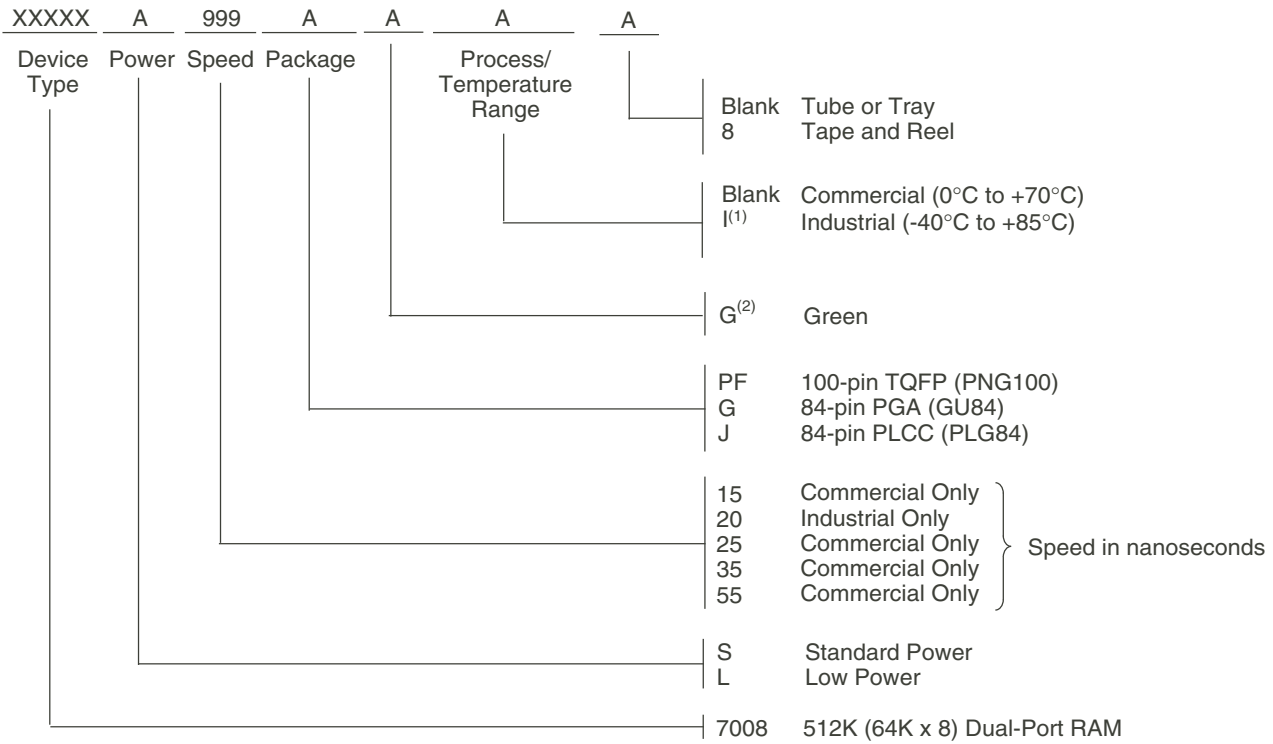 XXXXX A 999 A A A A
Device Type Power Speed Package Process/ Temperature Range
Blank Tube or Tray
8 Tape and Reel
Blank Commercial (0°C to +70°C)
I(1) Industrial (-40°C to +85°C)
G(2) Green
PF 100-pin TQFP (PNG100)
G 84-pin PGA (GU84)
J 84-pin PLCC (PLG84)
15 Commercial Only
20 Industrial Only
25 Commercial Only
35 Commercial Only
55 Commercial Only
Speed in nanoseconds
S Standard Power
L Low Power
7008 512K (64K x 8) Dual-Port RAM